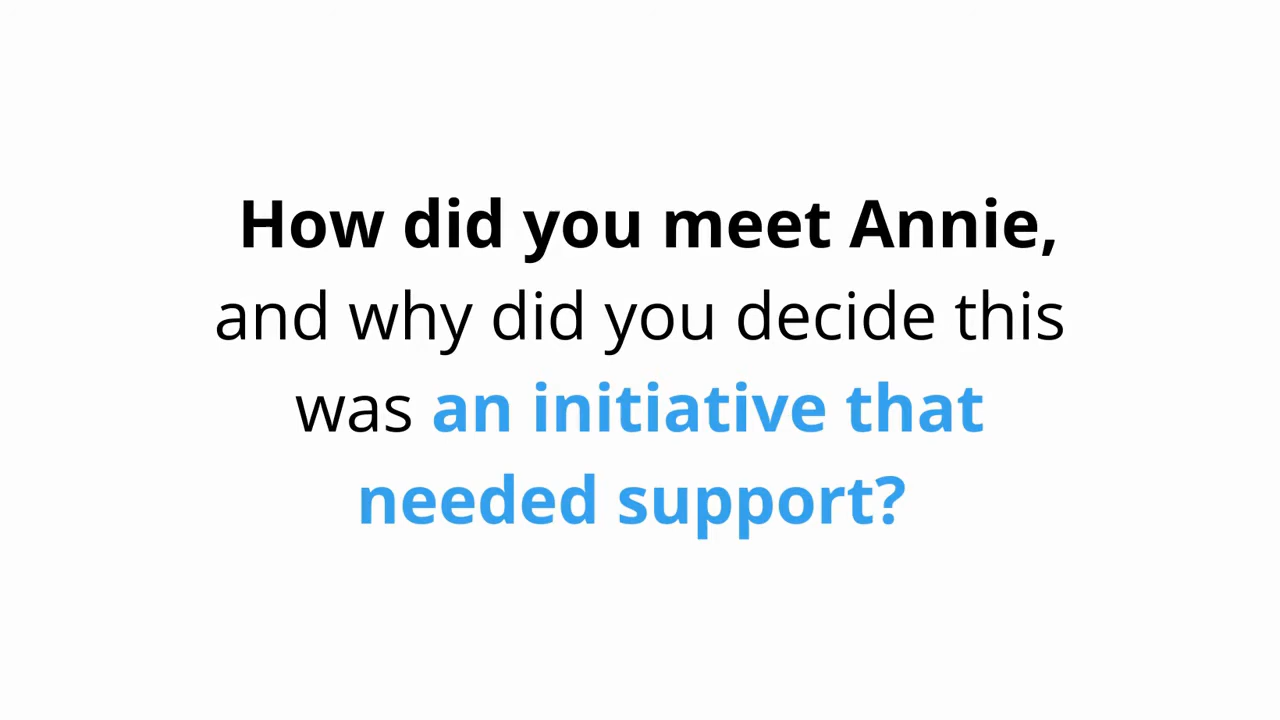 How did you meet Annie,
and why did you decide this
was an initiative that
needed support?